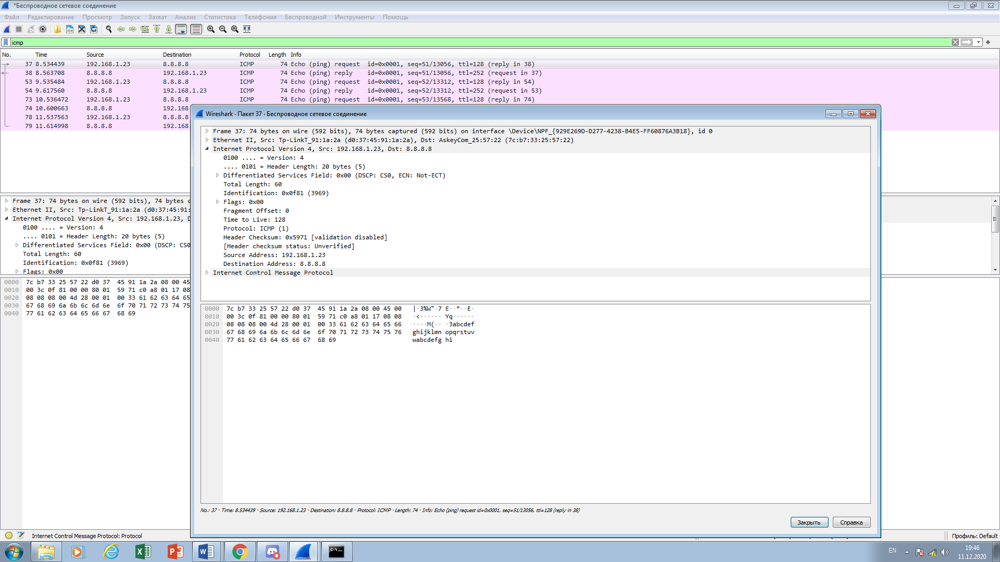 *Беспроводное сетевое соединение
Файл Редактирование Просмотр Запуск Захват Анализ Статистика Телефония Беспроводной Инструменты Помощь
icmp
No. Time Source Destination Protocol Length Info
37 8.534439 192.168.1.23 8.8.8.8 ICMP 74 Echo (ping) request id=0x0001, seq=51/13056, ttl=128 (reply in 38)
38 8.563708 8.8.8.8 192.168.1.23 ICMP 74 Echo (ping) reply id=0x0001, seq=51/13056, ttl=252 (request in 37)
53 9.535484 192.168.1.23 8.8.8.8 ICMP 74 Echo (ping) request id=0x0001, seq=52/13312, ttl=128 (reply in 54)
54 9.617560 8.8.8.8 192.168.1.23 ICMP 74 Echo (ping) reply id=0x0001, seq=52/13312, ttl=252 (request in 53)
73 10.536472 192.168.1.23 8.8.8.8 ICMP 74 Echo (ping) request id=0x0001, seq=53/13568, ttl=128 (reply in 74)
74 10.600663 8.8.8.8 192.168.
78 11.537563 192.168.1.23 8.8.8.8
79 11.614998 8.8.8.8 192.168.
Frame 37: 74 bytes on wire (592 bits), 74 bytes c
Ethernet II, Src: Tp-LinkT_91:1a:2a (d0:37:45:91:
Internet Protocol Version 4, Src: 192.168.1.23, D
0100 .... = Version: 4
.... 0101 = Header Length: 20 bytes (5)
Differentiated Services Field: 0x00 (DSCP: CS0
Total Length: 60
Identification: 0x0f81 (3969)
Flags: 0x00
0000 7c b7 33 25 57 22 d0 37 45 91 1a 2a 08 00 45
0010 00 3c 0f 81 00 00 80 01 59 71 c0 a8 01 17 08
0020 08 08 08 00 4d 28 00 01 00 33 61 62 63 64 65
0030 67 68 69 6a 6b 6c 6d 6e 6f 70 71 72 73 74 75
0040 77 61 62 63 64 65 66 67 68 69
Wireshark · Пакет 37 · Беспроводное сетевое соединение
Frame 37: 74 bytes on wire (592 bits), 74 bytes captured (592 bits) on interface \Device\NPF_{929E269D-D277-4238-B4E5-FF60876A3B18}, id 0
Ethernet II, Src: Tp-LinkT_91:1a:2a (d0:37:45:91:1a:2a), Dst: AskeyCom_25:57:22 (7c:b7:33:25:57:22)
Internet Protocol Version 4, Src: 192.168.1.23, Dst: 8.8.8.8
0100 .... = Version: 4
.... 0101 = Header Length: 20 bytes (5)
Differentiated Services Field: 0x00 (DSCP: CS0, ECN: Not-ECT)
Total Length: 60
Identification: 0x0f81 (3969)
Flags: 0x00
Fragment Offset: 0
Time to Live: 128
Protocol: ICMP (1)
Header Checksum: 0x5971 [validation disabled]
[Header checksum status: Unverified]
Source Address: 192.168.1.23
Destination Address: 8.8.8.8
Internet Control Message Protocol
0000 7c b7 33 25 57 22 d0 37 45 91 1a 2a 08 00 45 00 |·3%W"·7 E··*··E·
0010 00 3c 0f 81 00 00 80 01 59 71 c0 a8 01 17 08 08 ·<······ Yq······
0020 08 08 08 00 4d 28 00 01 00 33 61 62 63 64 65 66 ····M(·· ·3abcdef
0030 67 68 69 6a 6b 6c 6d 6e 6f 70 71 72 73 74 75 76 ghijklmn opqrstuv
0040 77 61 62 63 64 65 66 67 68 69 wabcdefg hi
No.: 37 · Time: 8.534439 · Source: 192.168.1.23 · Destination: 8.8.8.8 · Protocol: ICMP · Length: 74 · Info: Echo (ping) request id=0x0001, seq=51/13056, ttl=128 (reply in 38)
Закрыть Справка
Internet Control Message Protocol: Protocol
Профиль: Default
EN
19:46
11.12.2020